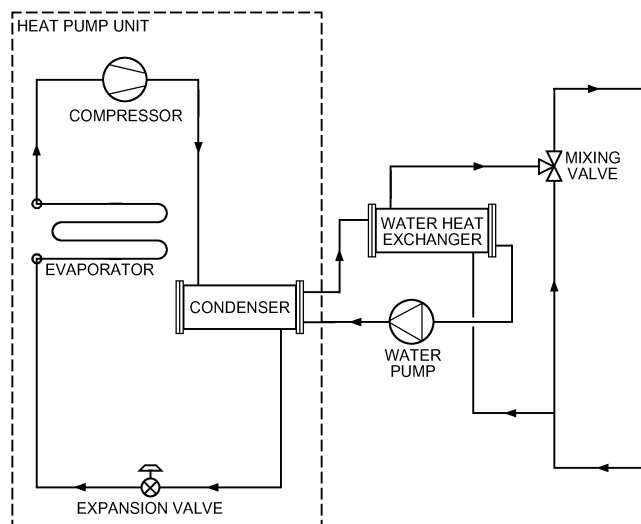 HEAT PUMP UNIT
COMPRESSOR
MIXING
VALVE
WATER HEAT
EXCHANGER
EVAPORATOR
CONDENSER
WATER
PUMP
EXPANSION VALVE